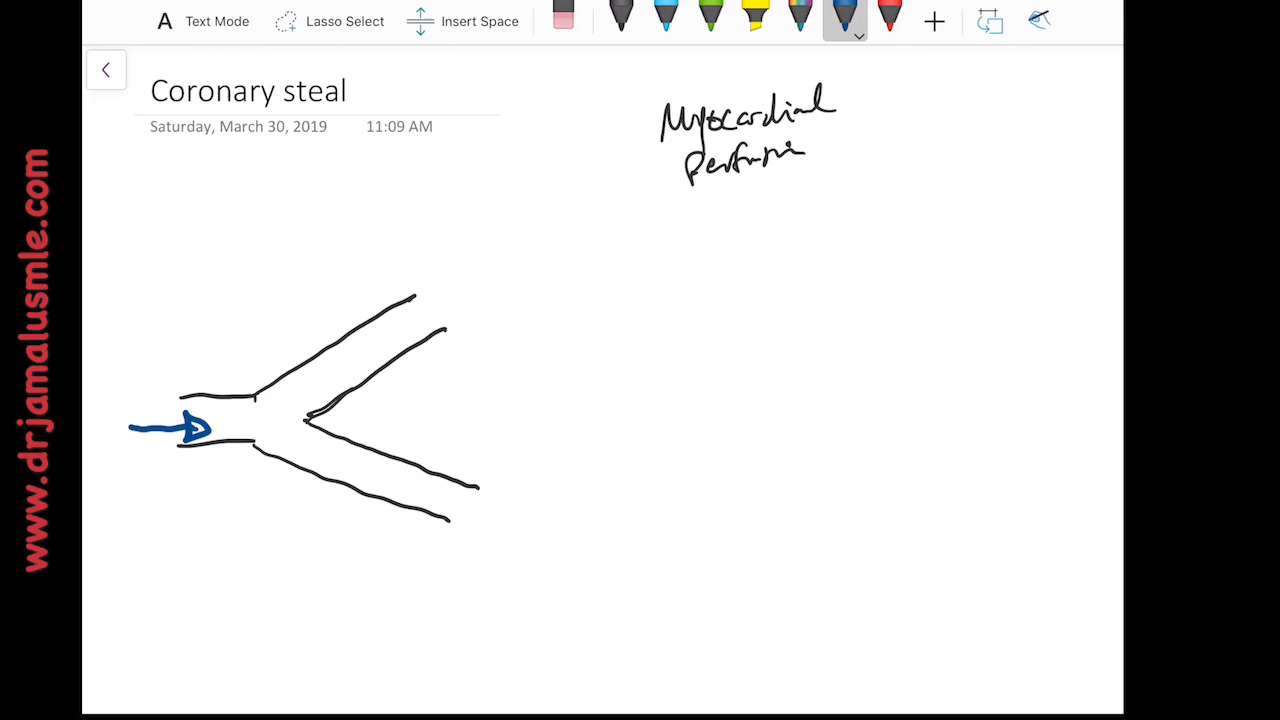 Text Mode
Lasso Select
Insert Space
Coronary steal
Saturday, March 30, 2019 11:09 AM
Myocardial
www.drjamalusmle.com